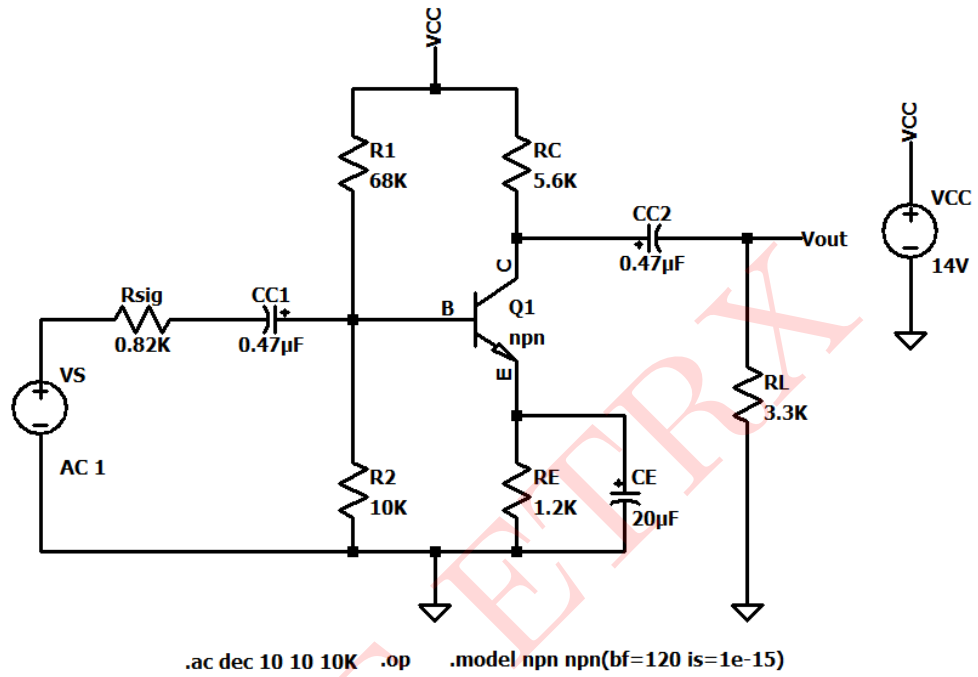 VCC
R1
68K
RC
5.6K
VCC
VCC
14V
CC2
0.47µF
Vout
C
Rsig
0.82K
CC1
0.47µF
B
Q1
npn
E
VS
AC 1
RL
3.3K
R2
10K
RE
1.2K
CE
20µF
ETRX
.ac dec 10 10 10K .op .model npn npn(bf=120 is=1e-15)